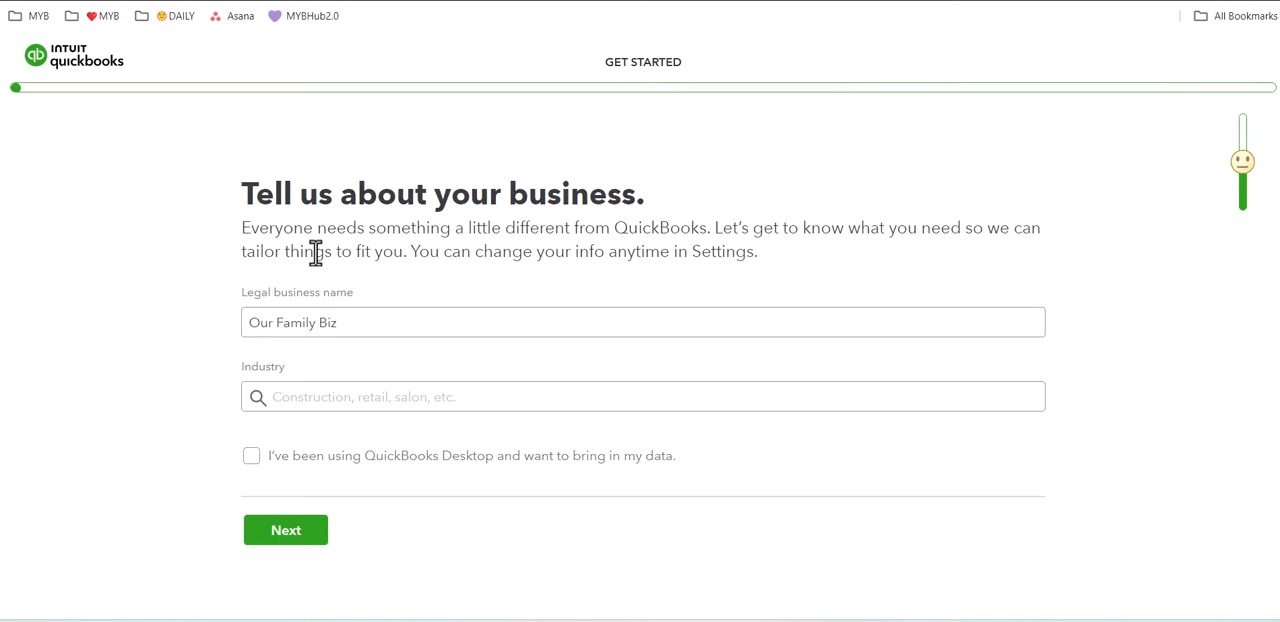 MYB
MYB
DAILY
Asana
MYBHub2.0
All Bookmarks
qb
INTUIT
quickbooks
GET STARTED
Tell us about your business.
Everyone needs something a little different from QuickBooks. Let's get to know what you need so we can
tailor things to fit you. You can change your info anytime in Settings.
Legal business name
Our Family Biz
Industry
Construction, retail, salon, etc.
I've been using QuickBooks Desktop and want to bring in my data.
Next